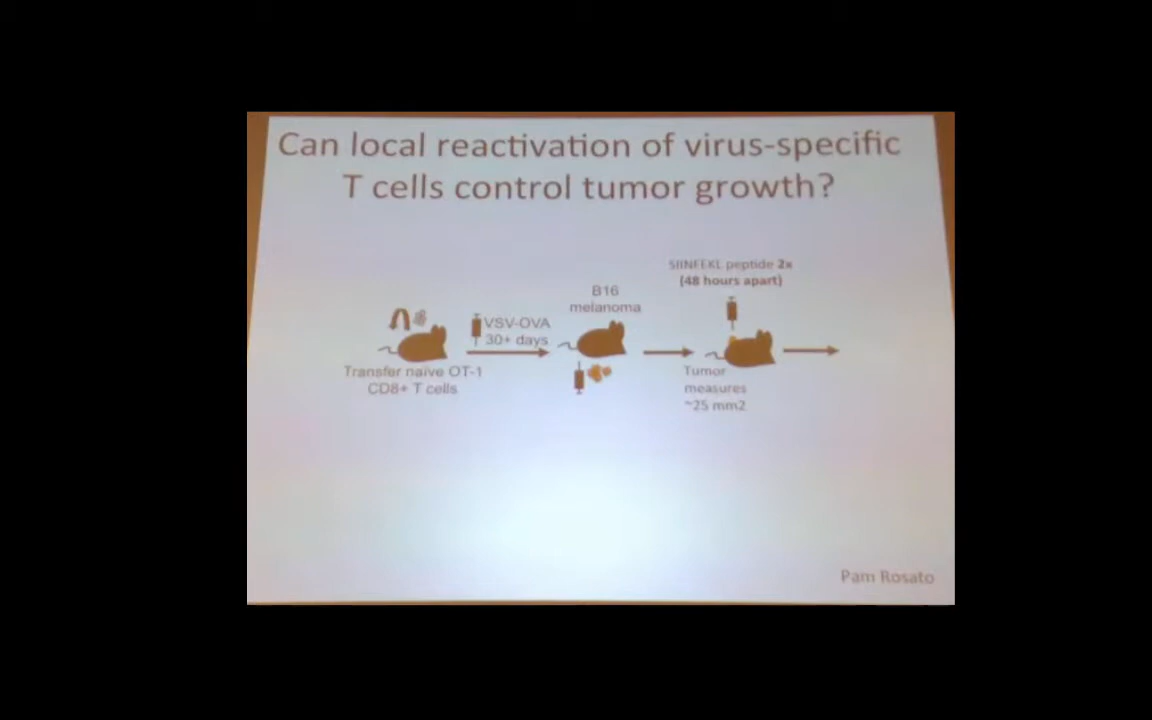 Can local reactivation of virus-specific
T cells control tumor growth?
SIINFEKL peptide 2x
(48 hours apart)
B16
melanoma
VSV-OVA
30+ days
Transfer naïve OT-1
CD8+ T cells
Tumor
measures
~25 mm2
Pam Rosato